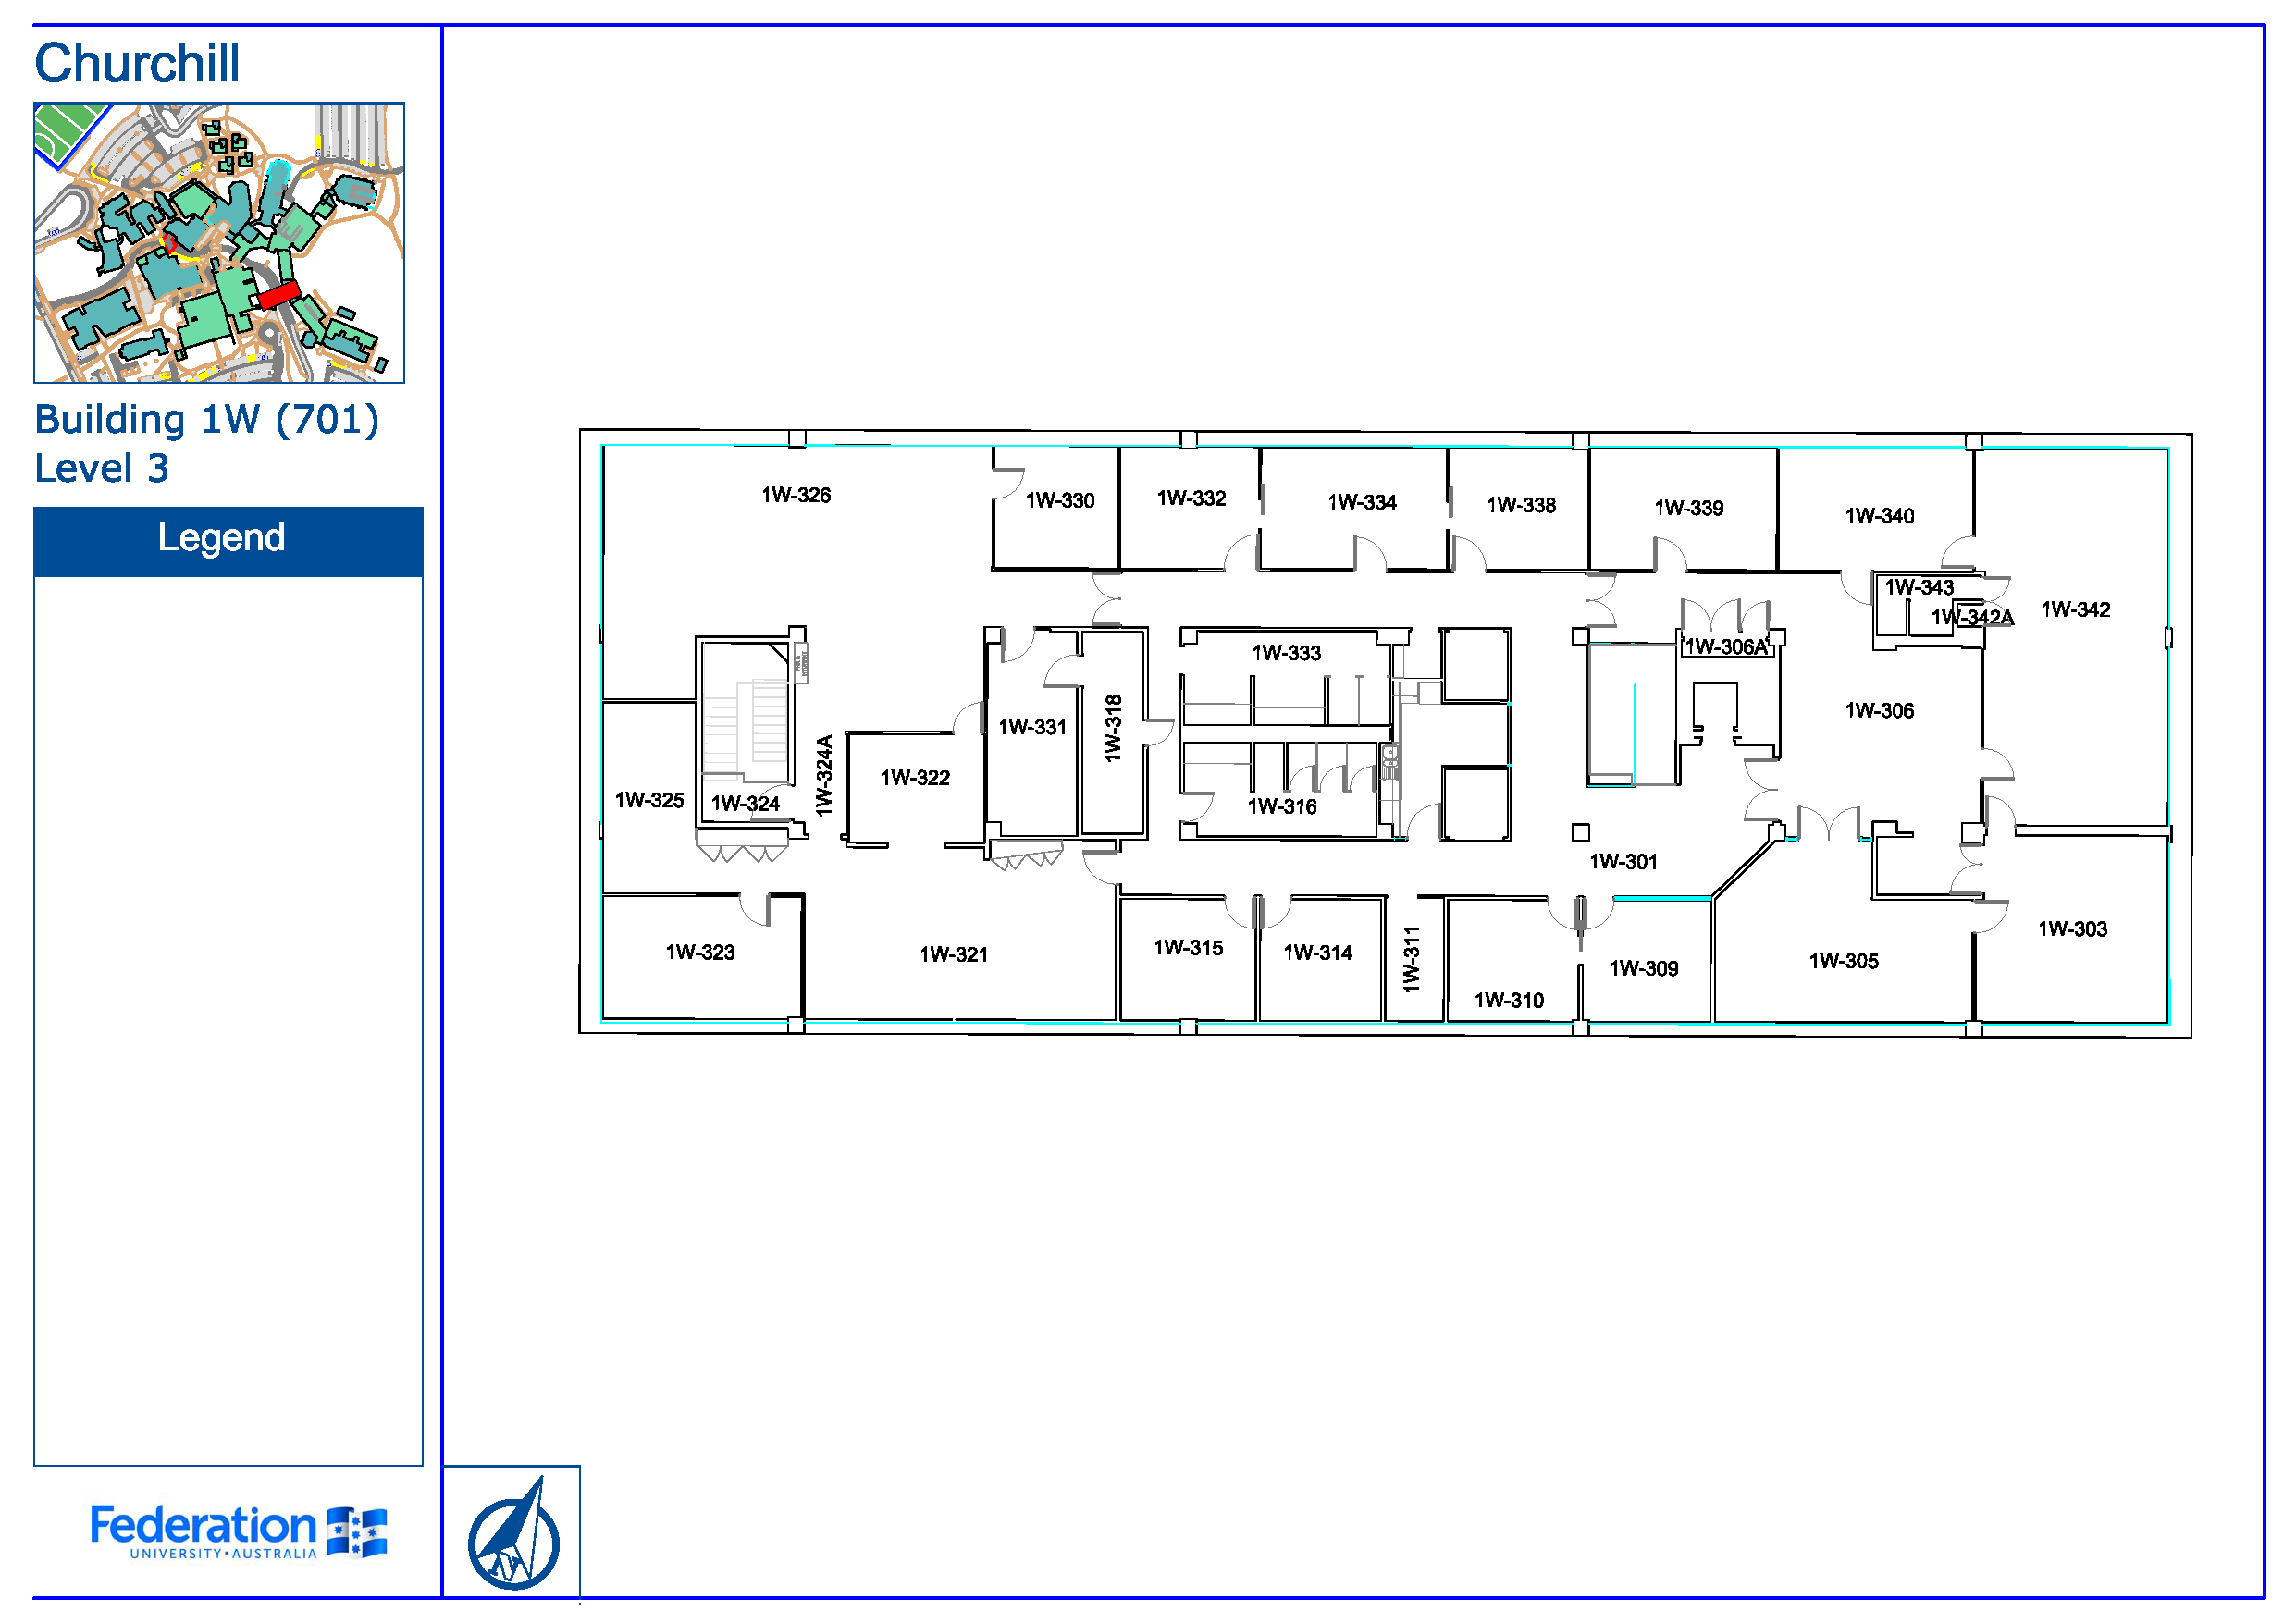 Churchill
Building 1W (701)
Level 3
Legend
1W-326
1W-330
1W-332
1W-334
1W-338
1W-339
1W-340
1W-343
1W-342A
1W-342
1W-333
1W-306A
1W-331
1W-318
1W-306
1W-324A
1W-322
1W-325
1W-324
1W-316
1W-301
1W-323
1W-321
1W-315
1W-314
1W-311
1W-310
1W-309
1W-305
1W-303
N
Federation
UNIVERSITY•AUSTRALIA